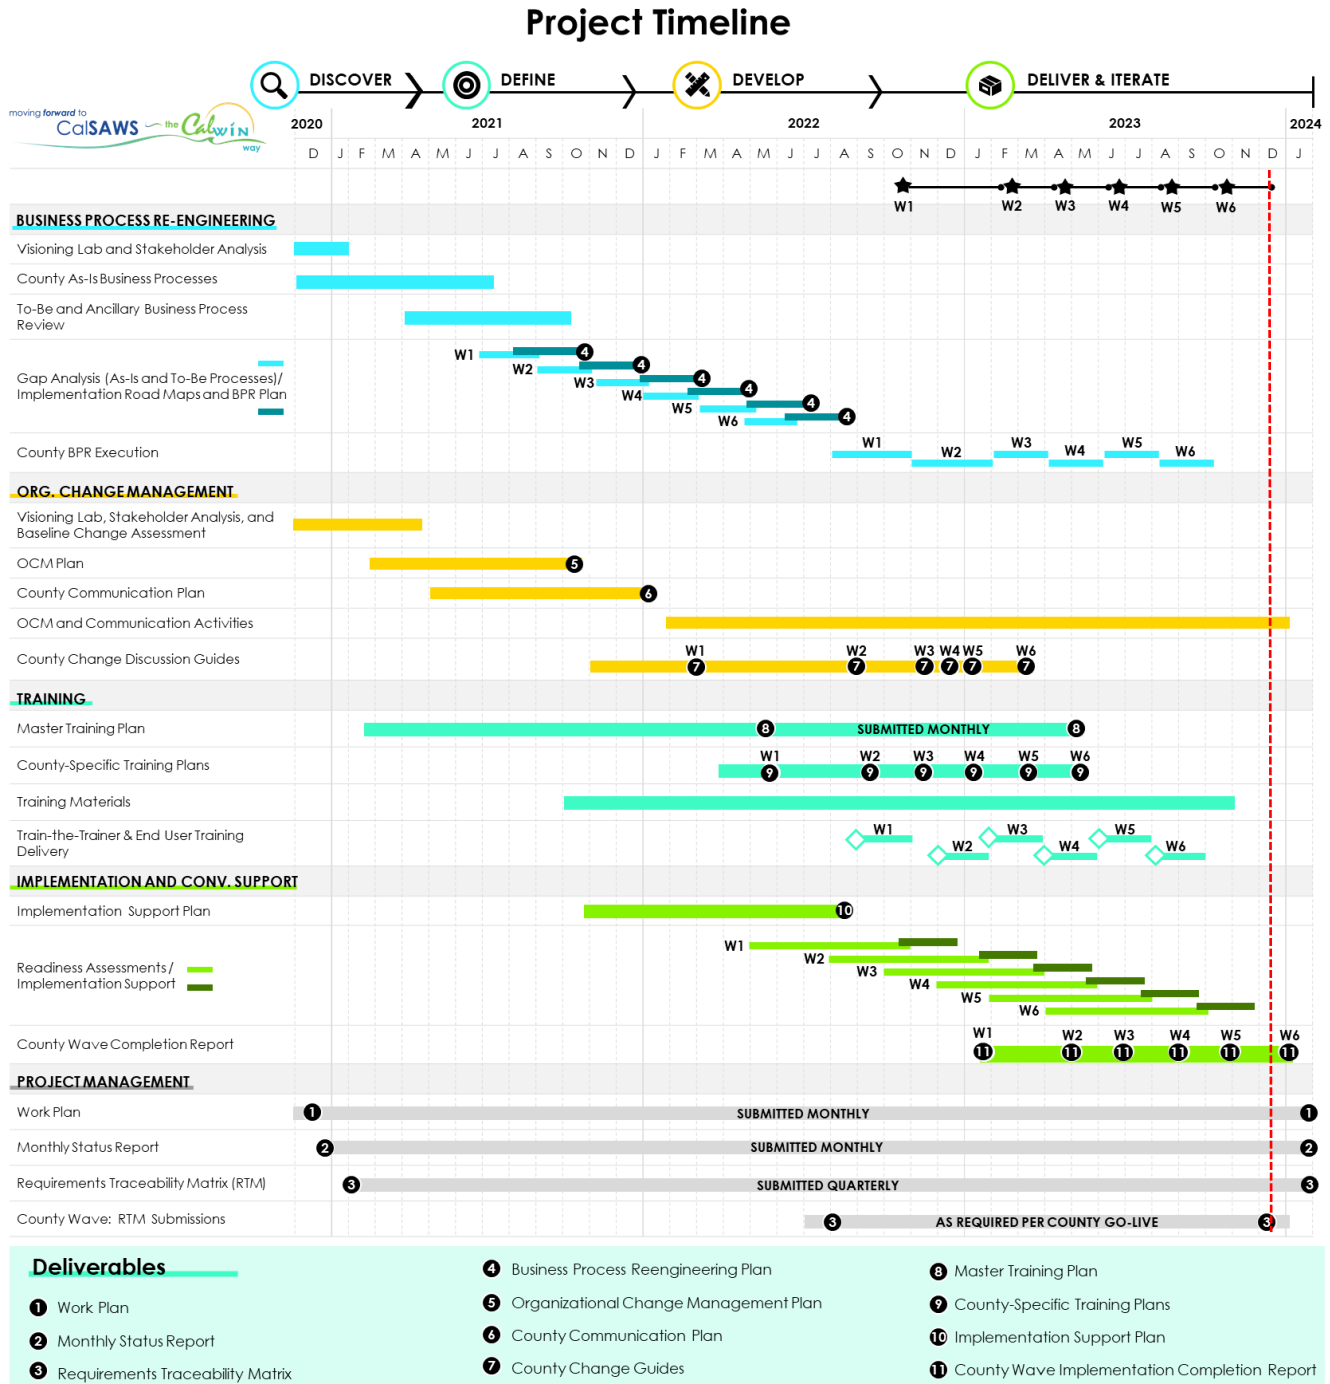 Project Timeline
DISCOVER
DEFINE
DEVELOP
DELIVER & ITERATE
moving forward to
CalSAWS
the CalWIN
way
2020
2021
2022
2023
2024
D J F M A M J J A S O N D J F M A M J J A S O N D J F M A M J J A S O N D J
W1 W2 W3 W4 W5 W6
BUSINESS PROCESS RE-ENGINEERING
Visioning Lab and Stakeholder Analysis
County As-Is Business Processes
To-Be and Ancillary Business Process
Review
Gap Analysis (As-Is and To-Be Processes)/
Implementation Road Maps and BPR Plan
W1 4
W2 4
W3 4
W4 4
W5 4
W6 4
County BPR Execution
W1 W2 W3 W4 W5 W6
ORG. CHANGE MANAGEMENT
Visioning Lab, Stakeholder Analysis, and
Baseline Change Assessment
OCM Plan 5
County Communication Plan 6
OCM and Communication Activities
County Change Discussion Guides
W1 W2 W3 W4 W5 W6
7 7 7 7 7 7
TRAINING
Master Training Plan 8 SUBMITTED MONTHLY 8
County-Specific Training Plans
W1 W2 W3 W4 W5 W6
9 9 9 9 9 9
Training Materials
Train-the-Trainer & End User Training
Delivery
W1 W2 W3 W4 W5 W6
IMPLEMENTATION AND CONV. SUPPORT
Implementation Support Plan 10
Readiness Assessments/
Implementation Support
W1
W2
W3
W4
W5
W6
County Wave Completion Report
W1 W2 W3 W4 W5 W6
11 11 11 11 11 11
PROJECT MANAGEMENT
Work Plan 1 SUBMITTED MONTHLY 1
Monthly Status Report 2 SUBMITTED MONTHLY 2
Requirements Traceability Matrix (RTM) 3 SUBMITTED QUARTERLY 3
County Wave: RTM Submissions 3 AS REQUIRED PER COUNTY GO-LIVE 3
Deliverables
1 Work Plan
2 Monthly Status Report
3 Requirements Traceability Matrix
4 Business Process Reengineering Plan
5 Organizational Change Management Plan
6 County Communication Plan
7 County Change Guides
8 Master Training Plan
9 County-Specific Training Plans
10 Implementation Support Plan
11 County Wave Implementation Completion Report